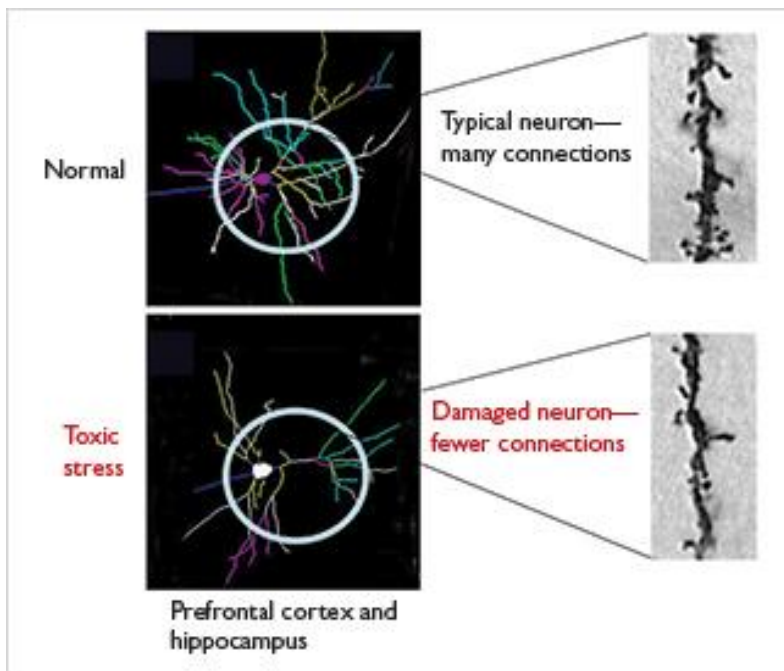 Normal
Typical neuron—
many connections
Toxic
stress
Damaged neuron—
fewer connections
Prefrontal cortex and
hippocampus